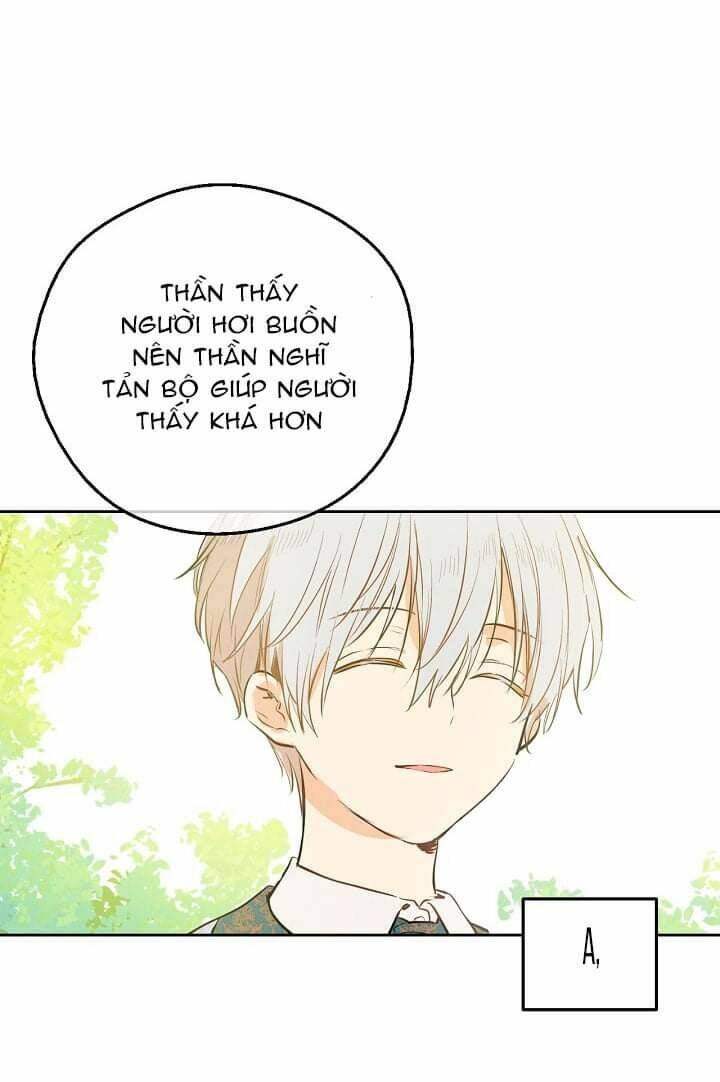 THẦN THẤY
NGƯỜI HƠI BUỒN
NÊN THẦN NGHĨ
TẢN BỘ GIÚP NGƯỜI
THẤY KHÁ HƠN
A,